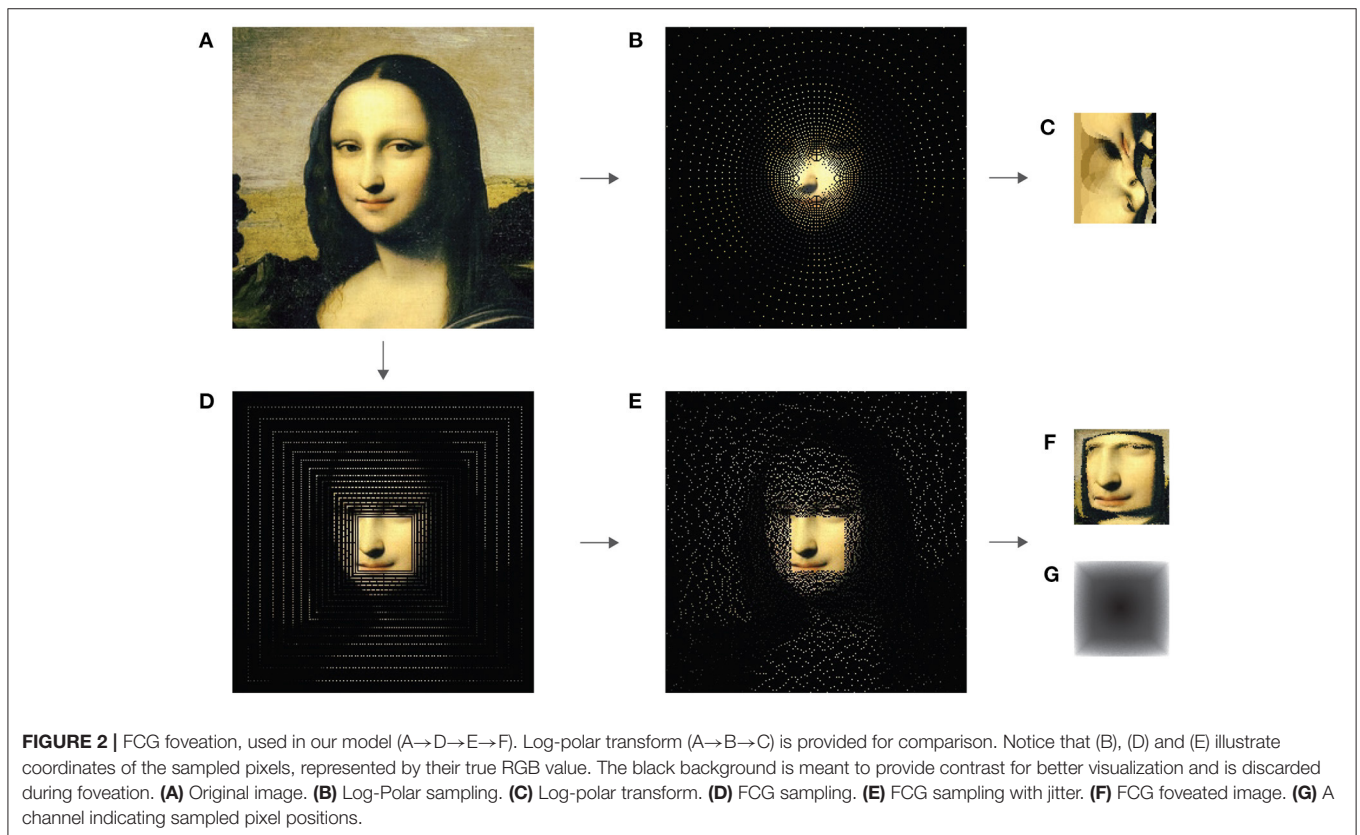 A
B
C
D
E
F
G
FIGURE 2 | FCG foveation, used in our model (A→D→E→F). Log-polar transform (A→B→C) is provided for comparison. Notice that (B), (D) and (E) illustrate
coordinates of the sampled pixels, represented by their true RGB value. The black background is meant to provide contrast for better visualization and is discarded
during foveation. (A) Original image. (B) Log-Polar sampling. (C) Log-polar transform. (D) FCG sampling. (E) FCG sampling with jitter. (F) FCG foveated image. (G) A
channel indicating sampled pixel positions.